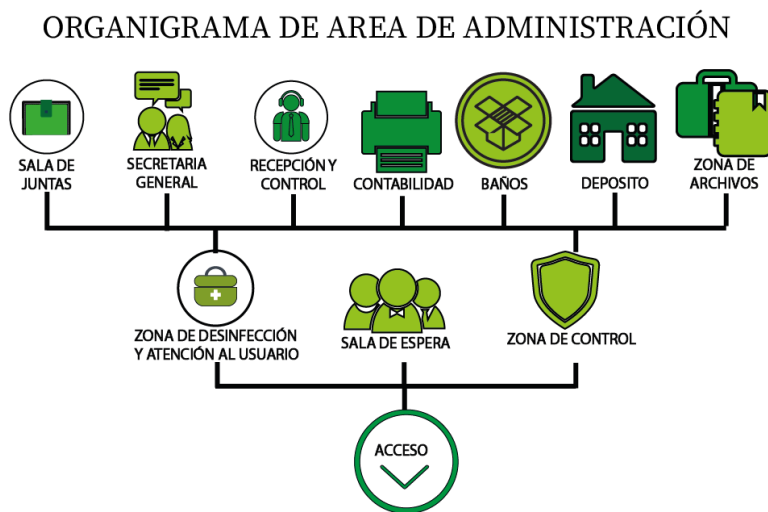 ORGANIGRAMA DE AREA DE ADMINISTRACIÓN
SALA DE
JUNTAS
SECRETARIA
GENERAL
RECEPCIÓN Y
CONTROL
CONTABILIDAD
BAÑOS
DEPOSITO
ZONA DE
ARCHIVOS
ZONA DE DESINFECCIÓN
Y ATENCIÓN AL USUARIO
SALA DE ESPERA
ZONA DE CONTROL
ACCESO